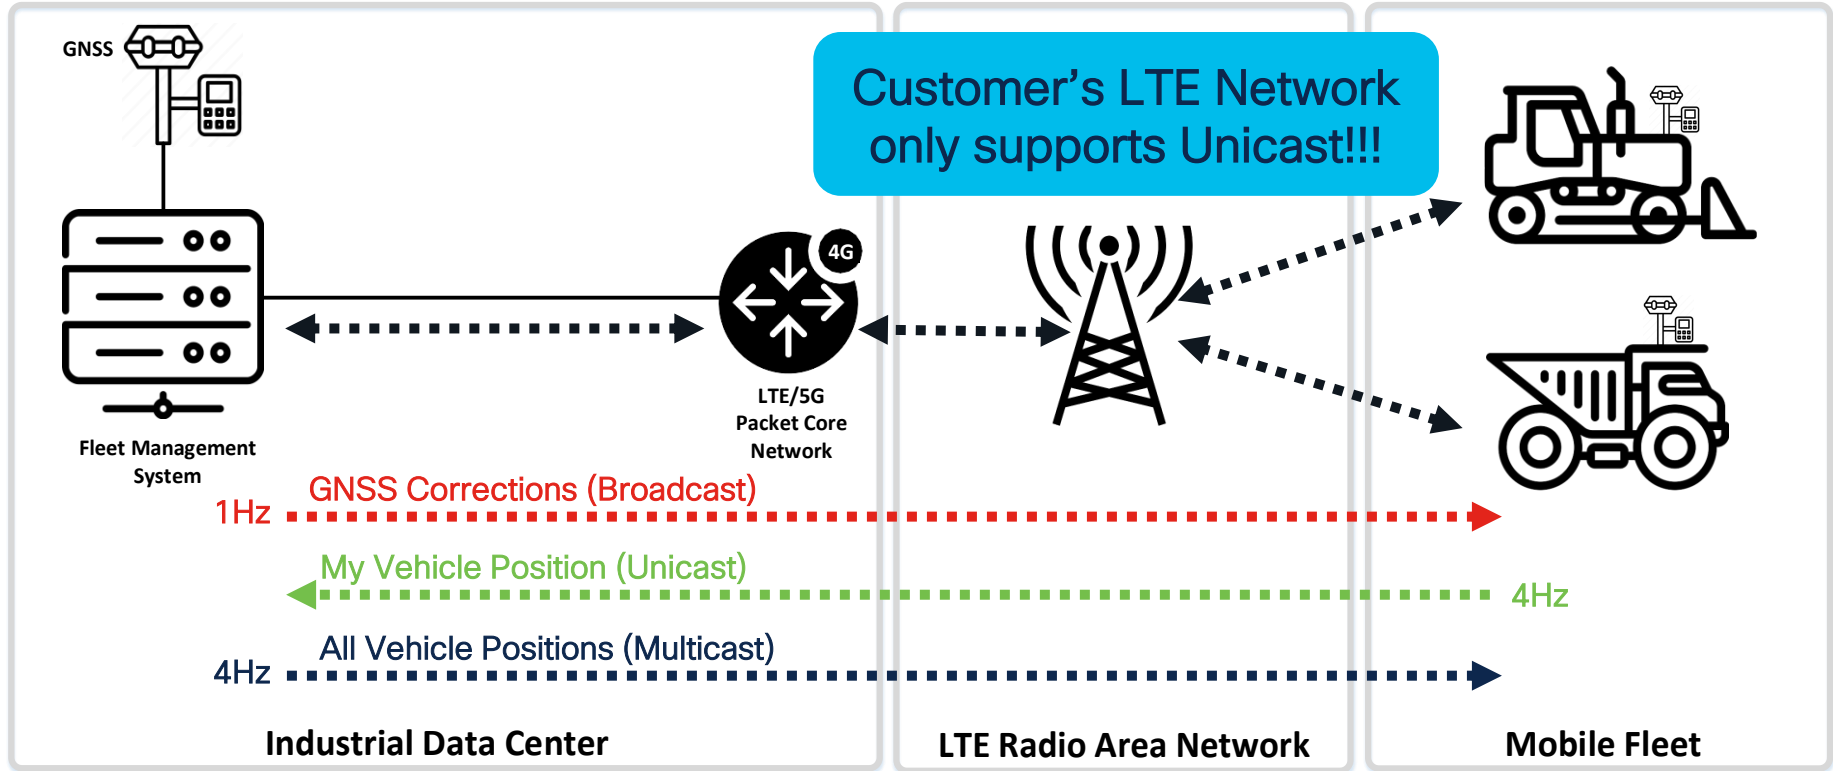 GNSS
Customer's LTE Network
only supports Unicast!!!
4G
LTE/5G
Packet Core
Network
Fleet Management
System
GNSS Corrections (Broadcast)
1Hz
My Vehicle Position (Unicast)
4Hz
All Vehicle Positions (Multicast)
4Hz
Industrial Data Center
LTE Radio Area Network
Mobile Fleet